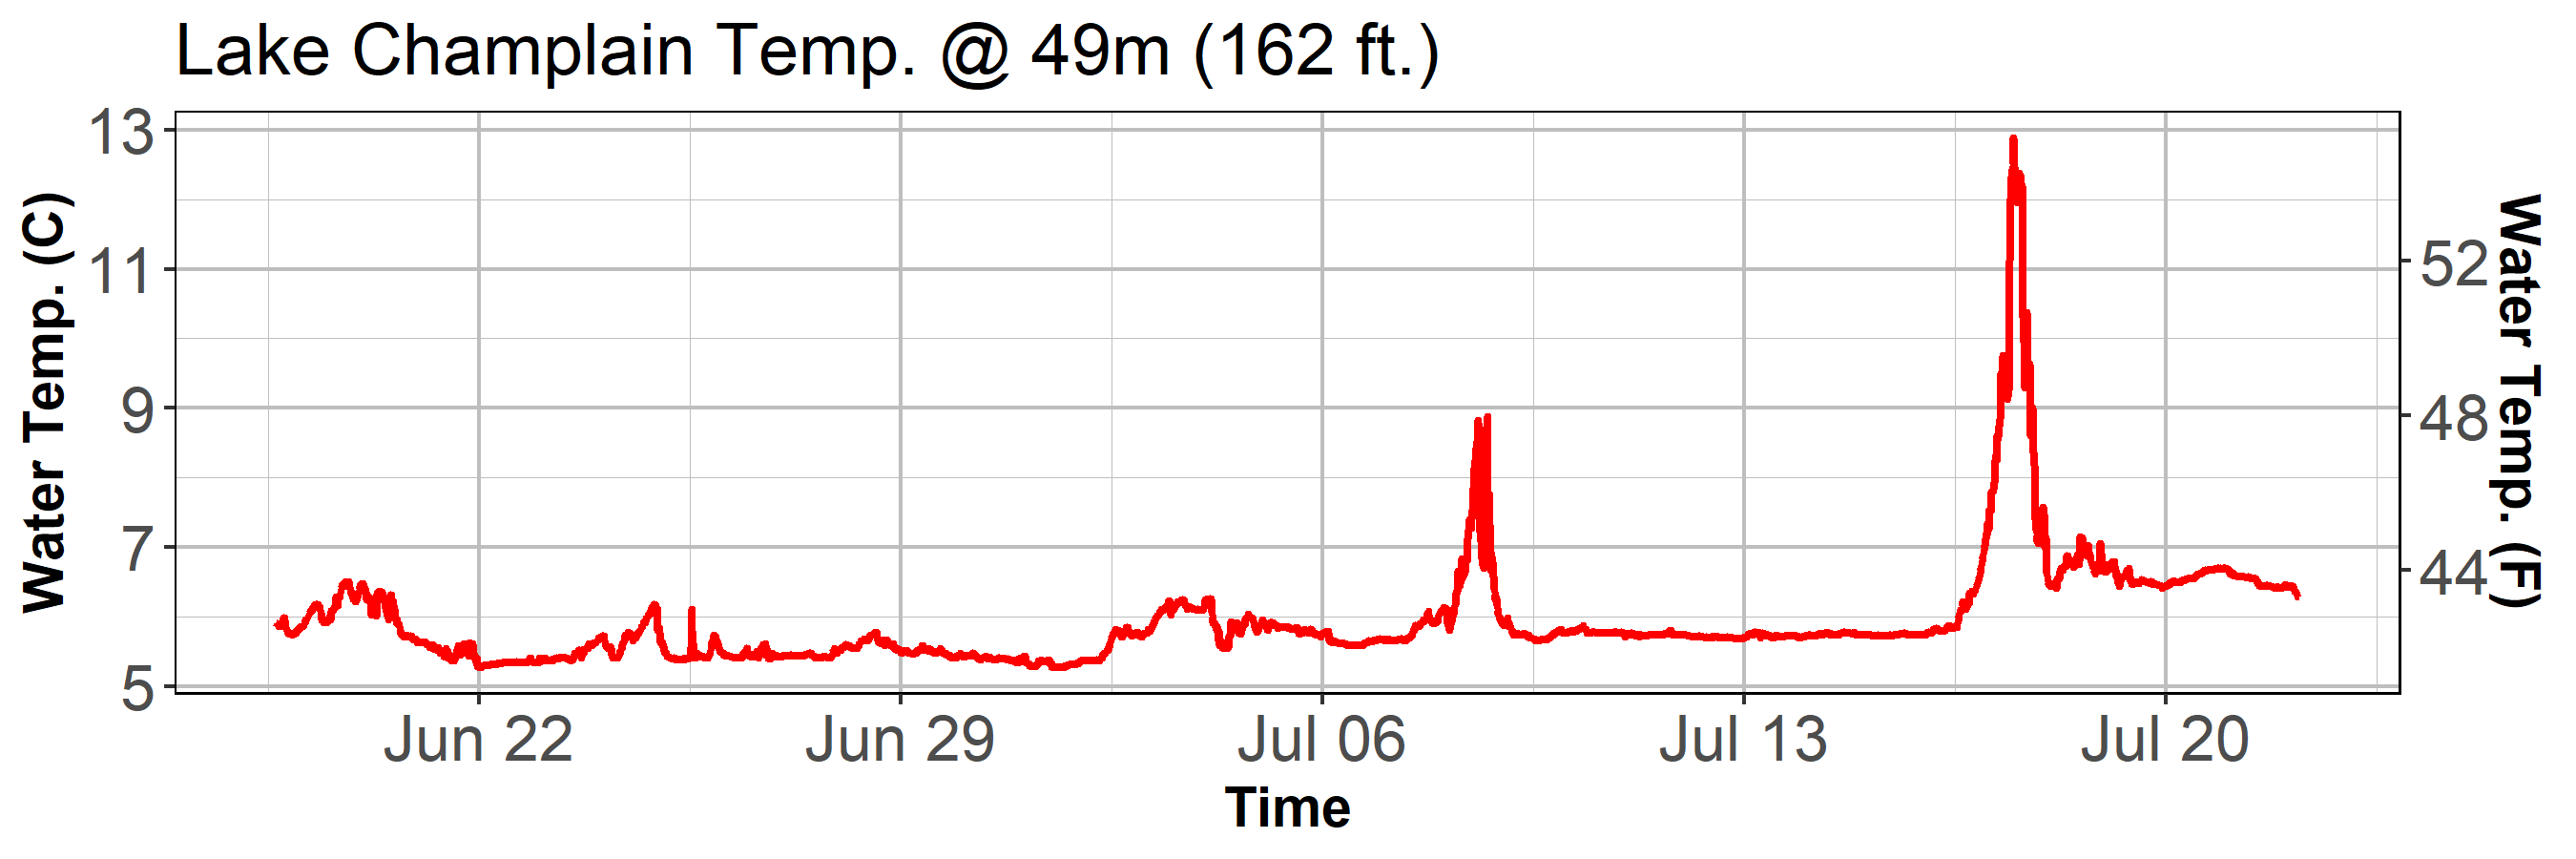 Lake Champlain Temp. @ 49m (162 ft.)
Water Temp. (C)
13
11
9
7
5
52
48
44
Water Temp. (F)
Jun 22 Jun 29 Jul 06 Jul 13 Jul 20
Time